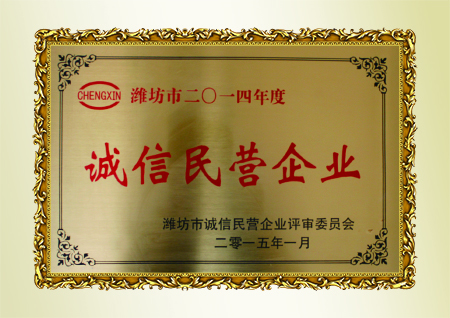 CHENGXIN 潍坊市二〇一四年度
诚信民营企业
潍坊市诚信民营企业评审委员会
二零一五年一月